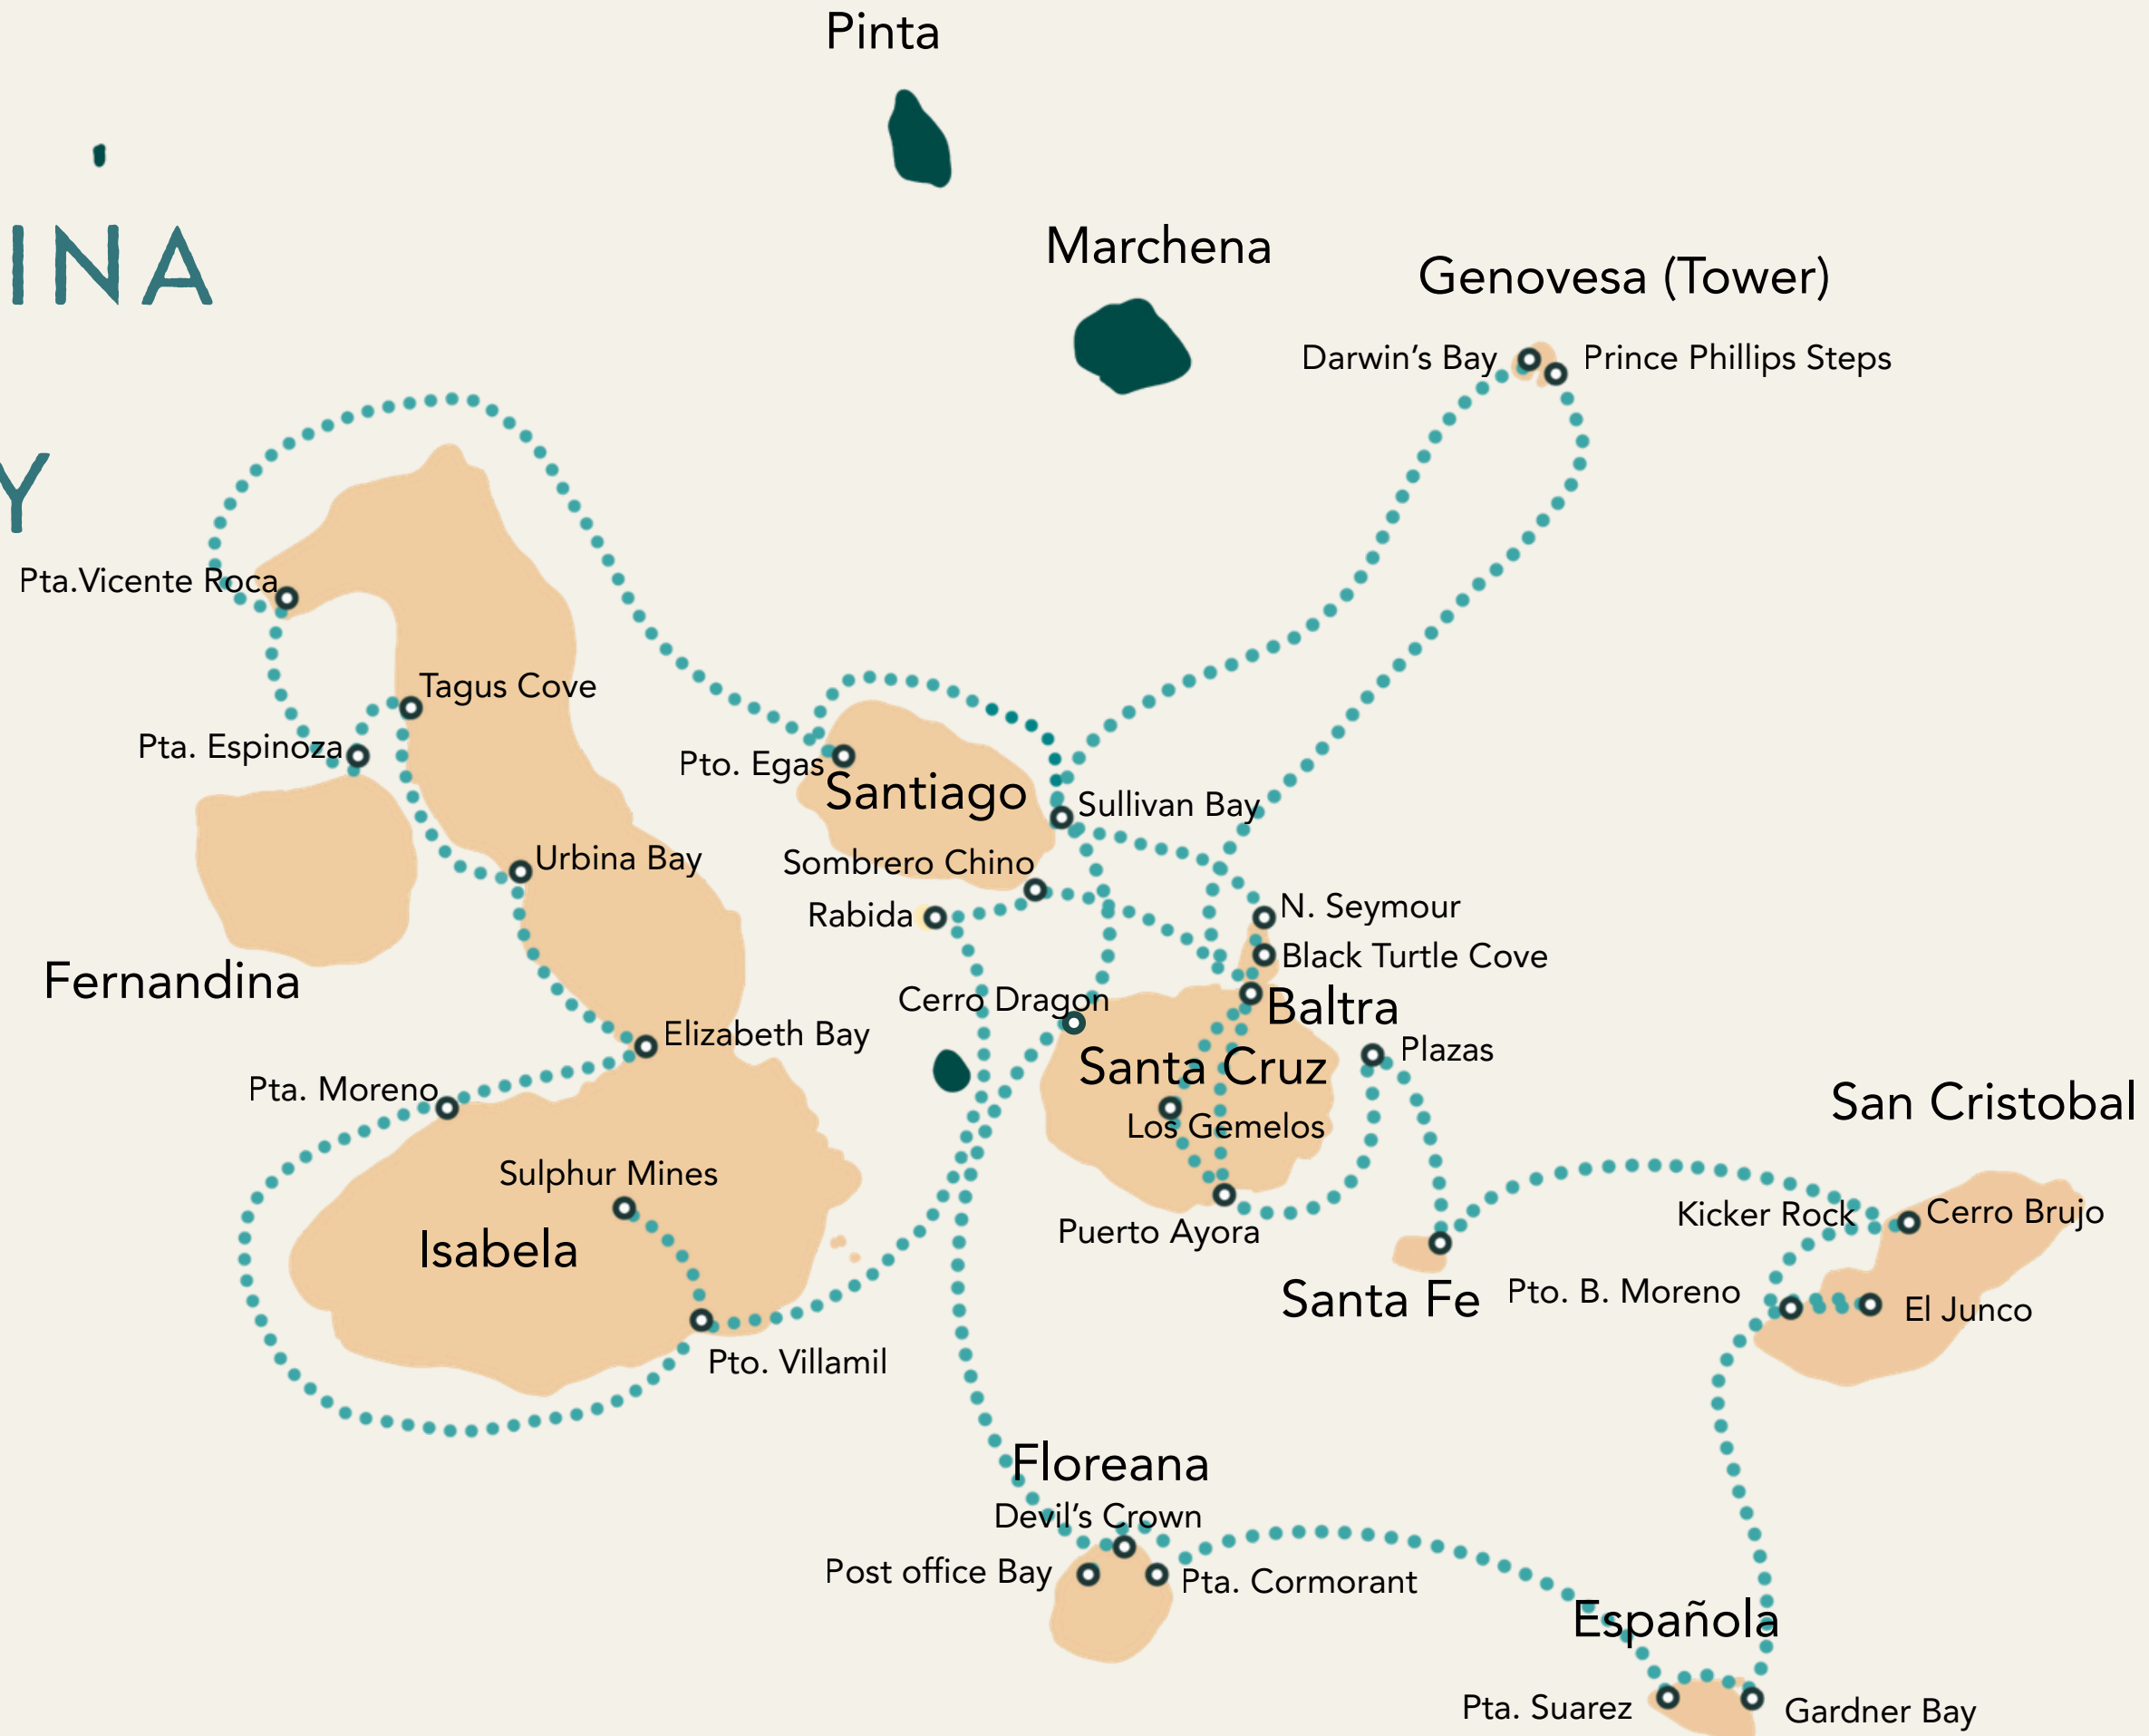 Pinta
INA
Marchena
Genovesa (Tower)
Darwin's Bay
Prince Phillips Steps
Y
Pta.Vicente Roca
Tagus Cove
Pta. Espinoza
Pto. Egas
Santiago
Sullivan Bay
Urbina Bay
Sombrero Chino
Rabida
N. Seymour
Black Turtle Cove
Fernandina
Cerro Dragon
Baltra
Elizabeth Bay
Plazas
Santa Cruz
Pta. Moreno
San Cristobal
Los Gemelos
Sulphur Mines
Kicker Rock
Cerro Brujo
Puerto Ayora
Isabela
Santa Fe
Pto. B. Moreno
El Junco
Pto. Villamil
Floreana
Devil's Crown
Post office Bay
Pta. Cormorant
Española
Pta. Suarez
Gardner Bay